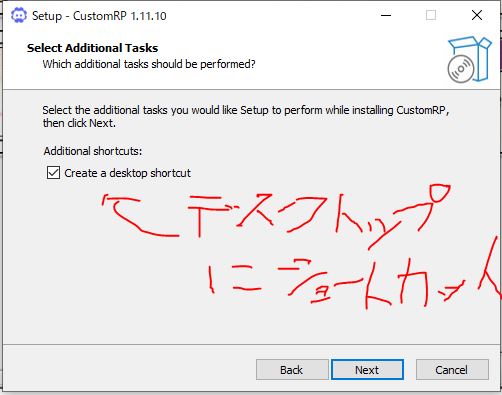 Setup - CustomRP 1.11.10
Select Additional Tasks
Which additional tasks should be performed?
Select the additional tasks you would like Setup to perform while installing CustomRP,
then click Next.
Additional shortcuts:
Create a desktop shortcut
デスクトップ
にショートカット
Back
Next
Cancel